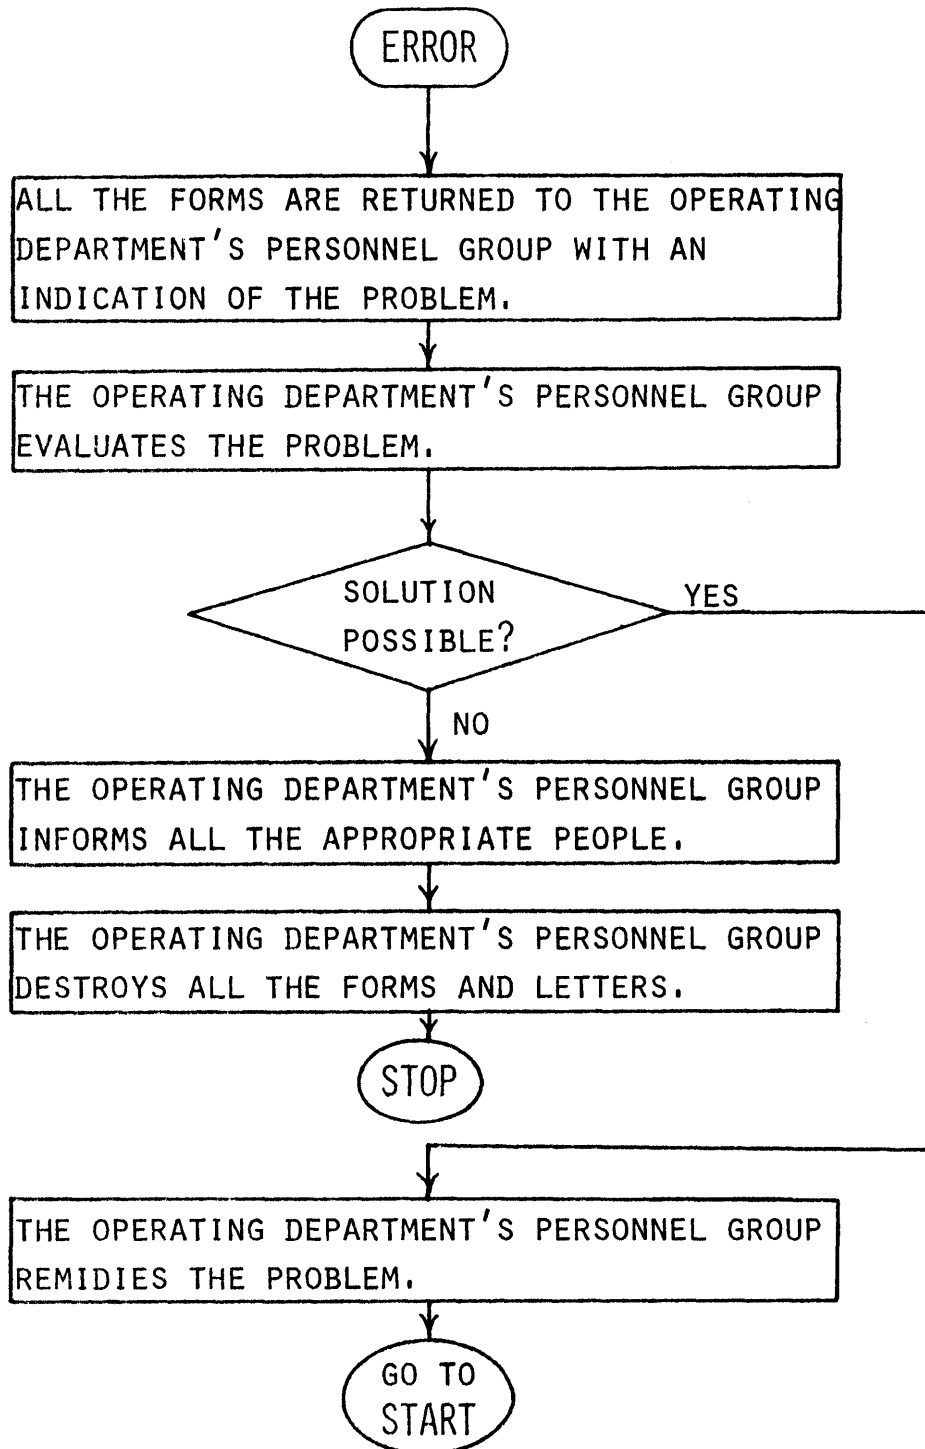 ERROR
ALL THE FORMS ARE RETURNED TO THE OPERATING
DEPARTMENT'S PERSONNEL GROUP WITH AN
INDICATION OF THE PROBLEM.
THE OPERATING DEPARTMENT'S PERSONNEL GROUP
EVALUATES THE PROBLEM.
SOLUTION
POSSIBLE?
YES
NO
THE OPERATING DEPARTMENT'S PERSONNEL GROUP
INFORMS ALL THE APPROPRIATE PEOPLE.
THE OPERATING DEPARTMENT'S PERSONNEL GROUP
DESTROYS ALL THE FORMS AND LETTERS.
STOP
THE OPERATING DEPARTMENT'S PERSONNEL GROUP
REMIDIES THE PROBLEM.
GO TO
START